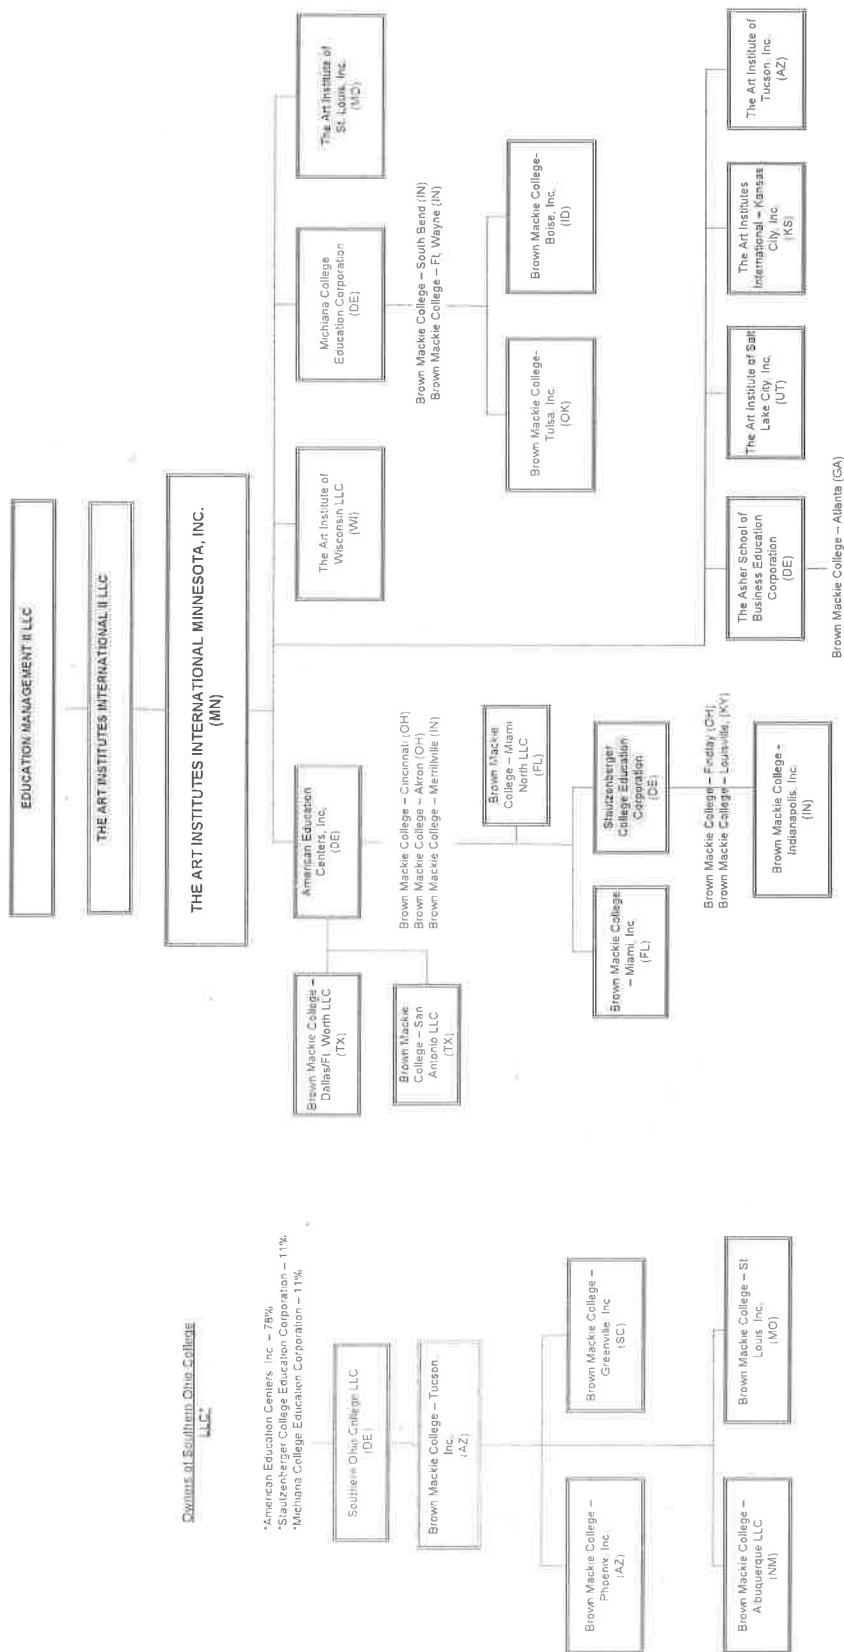 EDUCATION MANAGEMENT II LLC
THE ART INSTITUTES INTERNATIONAL II LLC
THE ART INSTITUTES INTERNATIONAL MINNESOTA, INC.
(MN)
American Education
Centers, Inc.
(DE)
The Art Institute of
Wisconsin LLC
(WI)
Michiana College
Education Corporation
(DE)
The Art Institute of
St. Louis, Inc.
(MO)
Brown Mackie College –
Dallas/Ft. Worth LLC
(TX)
Brown Mackie
College – San
Antonio LLC
(TX)
Brown Mackie College – Cincinnati (OH)
Brown Mackie College – Akron (OH)
Brown Mackie College – Merrillville (IN)
Brown Mackie
College – Miami
North LLC
(FL)
Brown Mackie College
– Miami, Inc.
(FL)
Stautzenberger
College Education
Corporation
(DE)
Brown Mackie College – Findlay (OH)
Brown Mackie College – Louisville, (KY)
Brown Mackie College –
Indianapolis, Inc.
(IN)
Brown Mackie College – South Bend (IN)
Brown Mackie College – Ft. Wayne (IN)
Brown Mackie College-
Tulsa, Inc.
(OK)
Brown Mackie College-
Boise, Inc.
(ID)
The Asher School of
Business Education
Corporation
(DE)
Brown Mackie College – Atlanta (GA)
The Art Institute of Salt
Lake City, Inc.
(UT)
The Art Institutes
International – Kansas
City, Inc.
(KS)
The Art Institute of
Tucson, Inc.
(AZ)
Owners of Southern Ohio College
LLC*
*American Education Centers Inc – 78%
*Stautzenberger College Education Corporation – 11%
*Michiana College Education Corporation – 11%
Southern Ohio College LLC
(DE)
Brown Mackie College – Tucson,
Inc.
(AZ)
Brown Mackie College –
Phoenix, Inc.
(AZ)
Brown Mackie College –
Greenville Inc
(SC)
Brown Mackie College –
Albuquerque LLC
(NM)
Brown Mackie College – St
Louis Inc.
(MO)